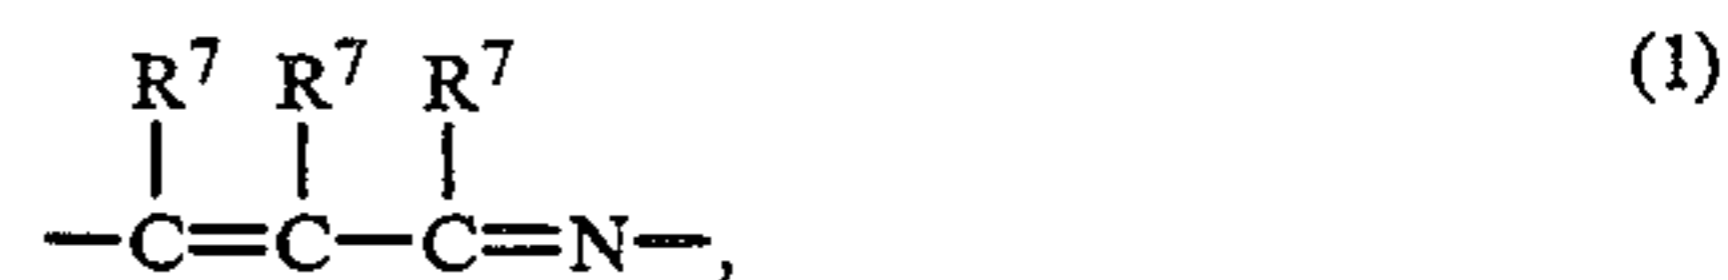 R⁷ R⁷ R⁷ (1)
—C=C—C=N—,